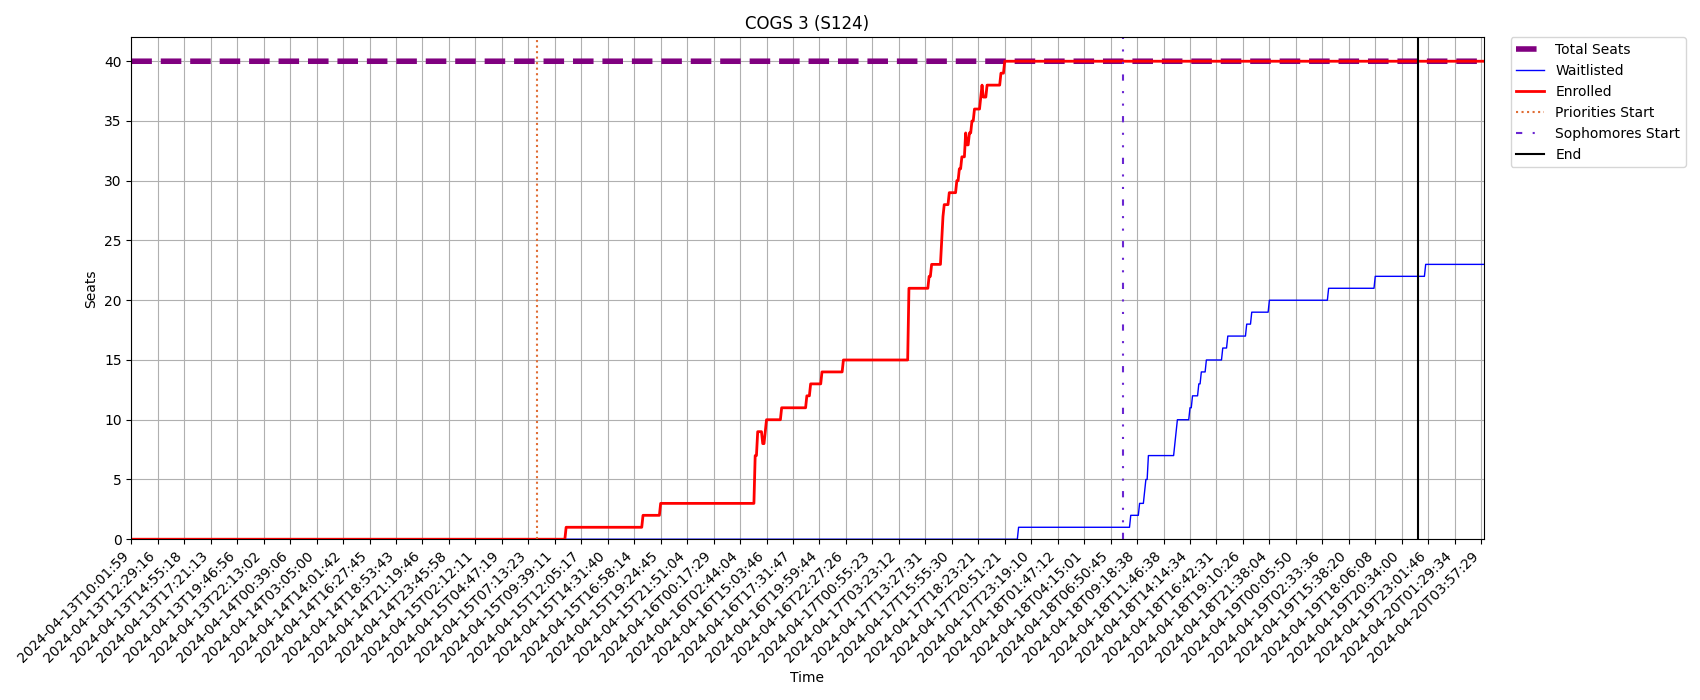 COGS 3 (S124)
Total Seats
Waitlisted
Enrolled
Priorities Start
Sophomores Start
End
Seats
40
35
30
25
20
15
10
5
0
2024-04-13T10:01:59
2024-04-13T12:29:16
2024-04-13T14:55:18
2024-04-13T17:21:13
2024-04-13T19:46:56
2024-04-13T22:13:02
2024-04-14T00:39:06
2024-04-14T03:05:00
2024-04-14T14:01:42
2024-04-14T16:27:45
2024-04-14T18:53:43
2024-04-14T21:19:46
2024-04-14T23:45:58
2024-04-15T02:12:11
2024-04-15T04:47:19
2024-04-15T07:13:23
2024-04-15T09:39:11
2024-04-15T12:05:17
2024-04-15T14:31:40
2024-04-15T16:58:14
2024-04-15T19:24:45
2024-04-15T21:51:04
2024-04-16T00:17:29
2024-04-16T02:44:04
2024-04-16T15:03:46
2024-04-16T17:31:47
2024-04-16T19:59:44
2024-04-16T22:27:26
2024-04-17T00:55:23
2024-04-17T03:23:12
2024-04-17T13:27:31
2024-04-17T15:55:30
2024-04-17T18:23:21
2024-04-17T20:51:21
2024-04-17T23:19:10
2024-04-18T01:47:12
2024-04-18T04:15:01
2024-04-18T06:50:45
2024-04-18T09:18:38
2024-04-18T11:46:38
2024-04-18T14:14:34
2024-04-18T16:42:31
2024-04-18T19:10:26
2024-04-18T21:38:04
2024-04-19T00:05:50
2024-04-19T02:33:36
2024-04-19T15:38:20
2024-04-19T18:06:08
2024-04-19T20:34:00
2024-04-19T23:01:46
2024-04-20T01:29:34
2024-04-20T03:57:29
Time